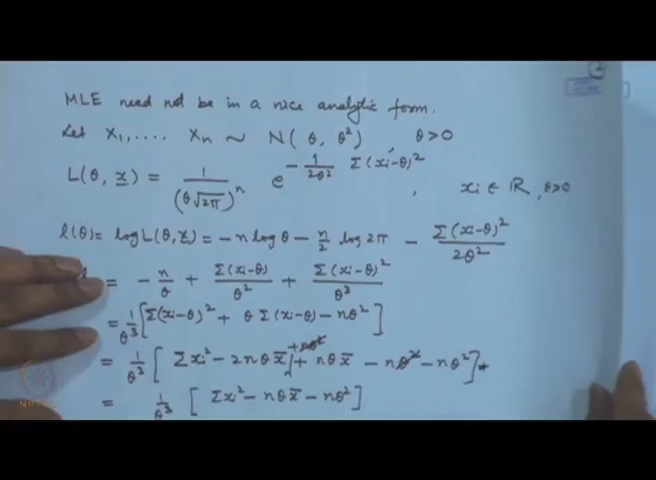 MLE need not be in a nice analytic form.
Let X₁,.... Xₙ ~ N( θ, θ²) , θ>0
L(θ, x) = 1/(θ√2π)ⁿ e^{- 1/2θ² Σ(xi-θ)²} , xi ∈ R, θ>0
l(θ)= log L(θ, x) = -n log θ - n/2 log 2π - Σ(xi-θ)²/2θ²
= - n/θ + Σ(xi-θ)/θ² + Σ(xi-θ)²/θ³
= 1/θ³ [Σ(xi-θ)² + θ Σ(xi-θ) - nθ²]
= 1/θ³ [ Σxi² - 2nθx̄ + nθ² + nθx̄ - nθ² - nθ²]
= 1/θ³ [ Σxi² - nθx̄ - nθ²]